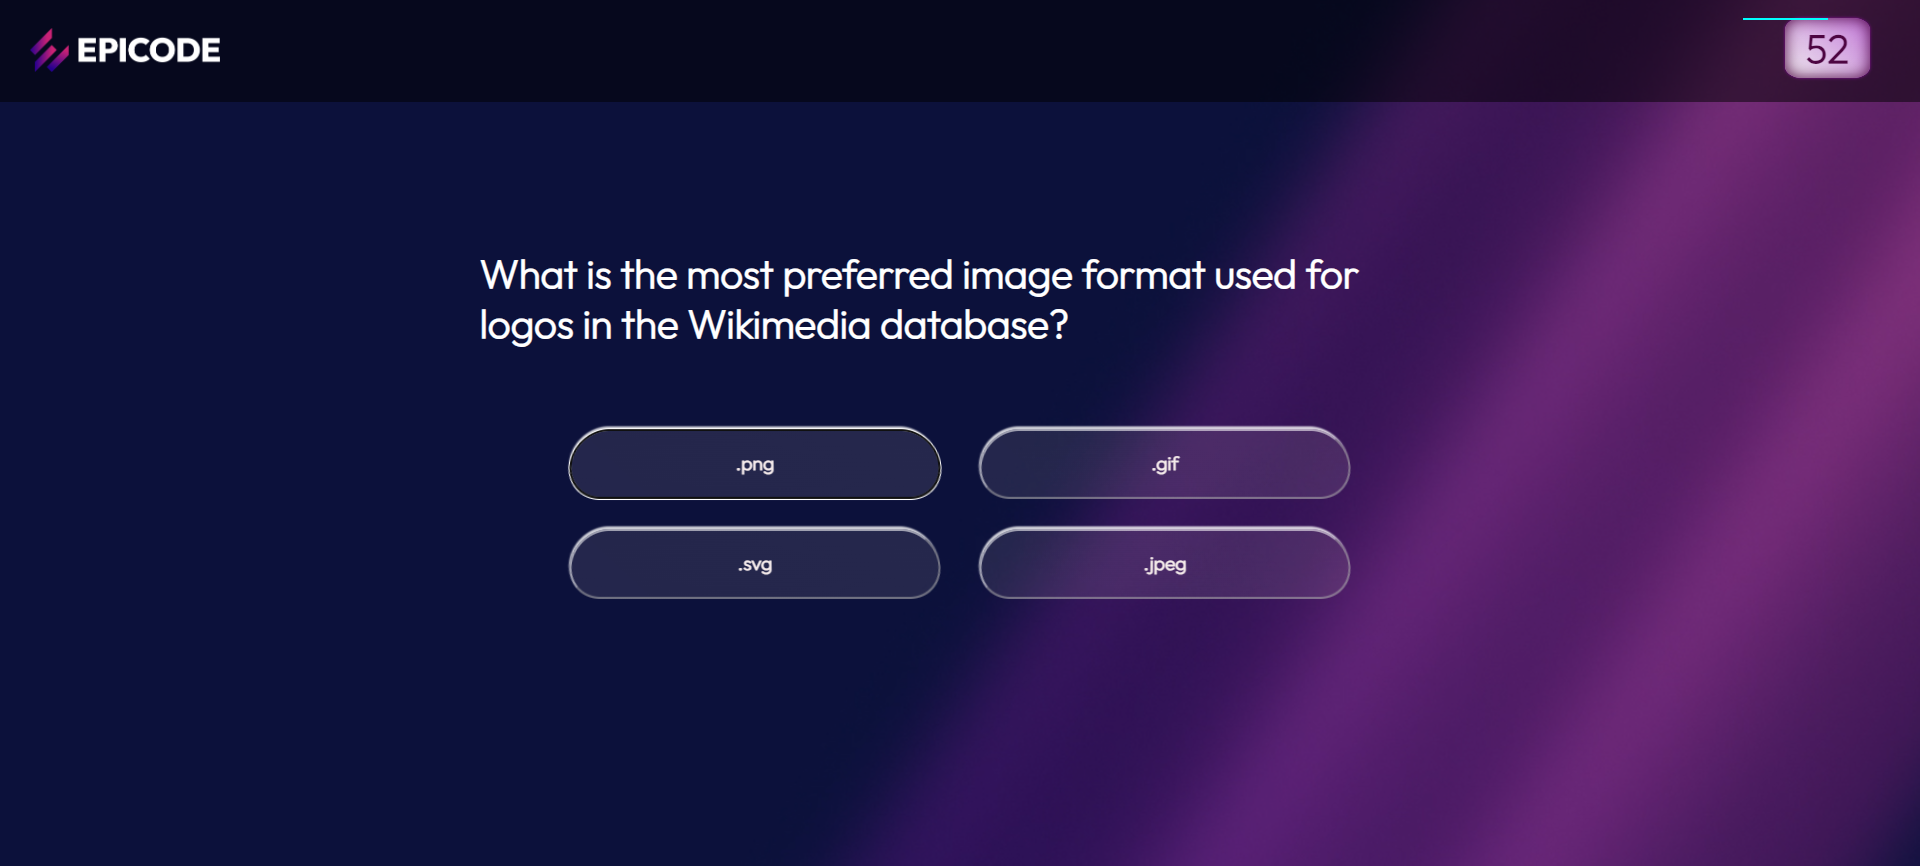 EPICODE
52
What is the most preferred image format used for
logos in the Wikimedia database?
.png
.gif
.svg
.jpeg